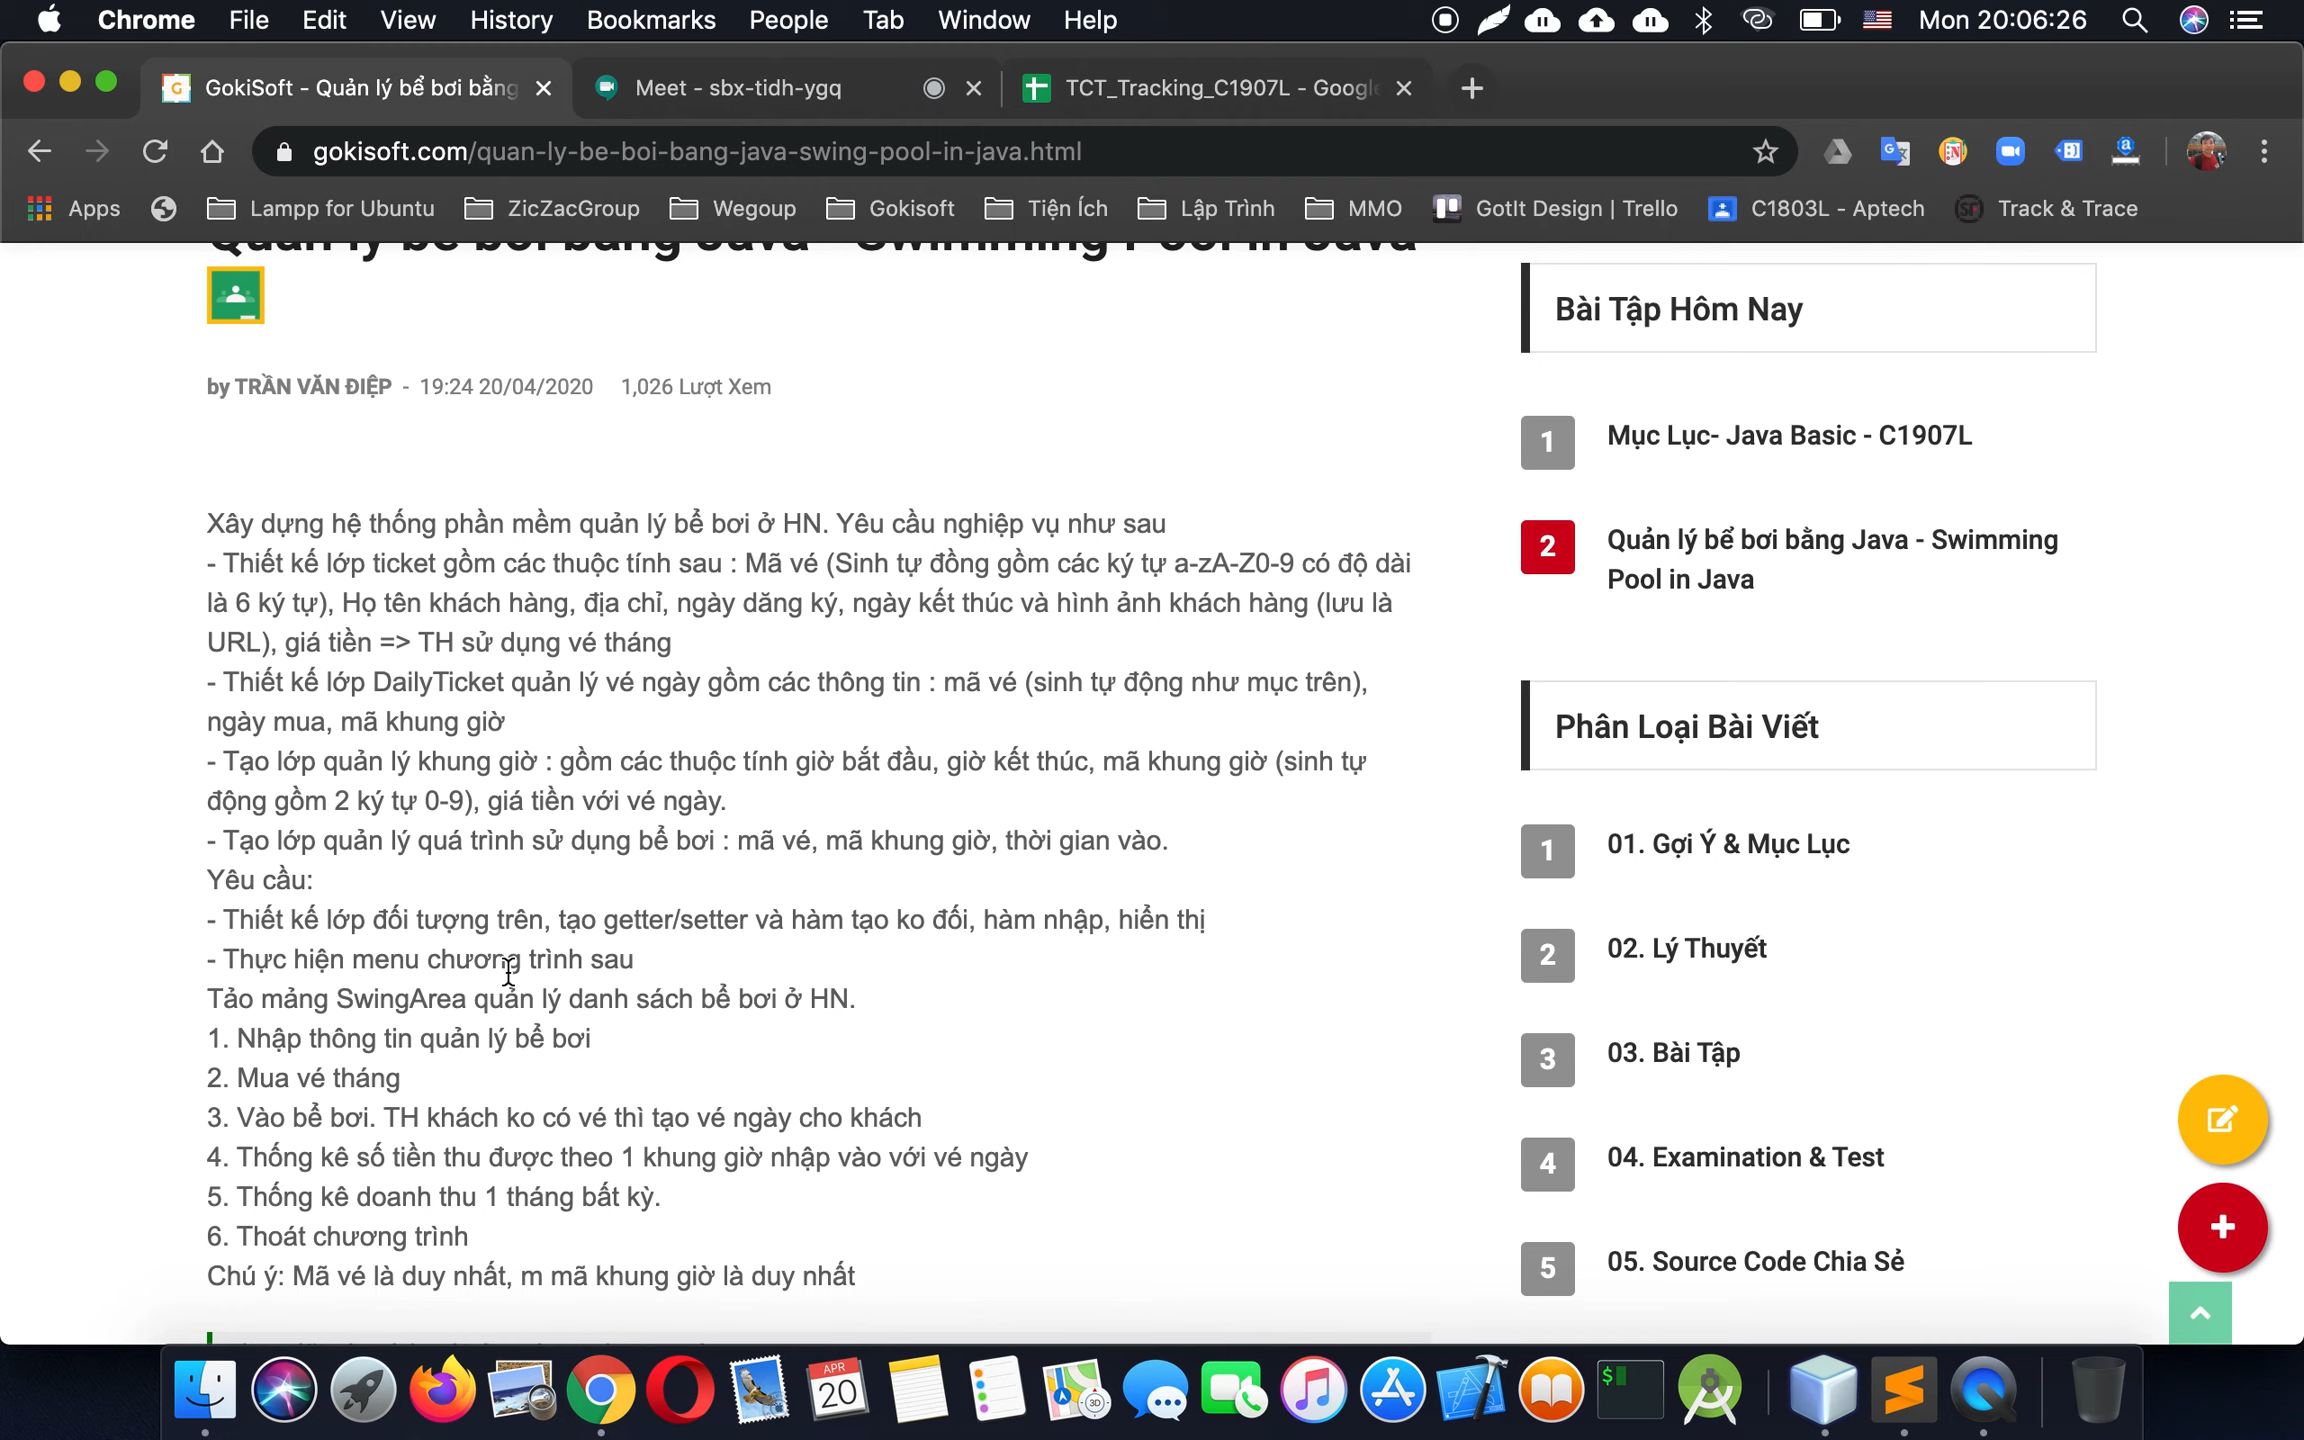 Chrome File Edit View History Bookmarks People Tab Window Help Mon 20:06:26
GokiSoft - Quản lý bể bơi bằng
Meet - sbx-tidh-ygq
TCT_Tracking_C1907L - Google
gokisoft.com/quan-ly-be-boi-bang-java-swing-pool-in-java.html
Apps Lampp for Ubuntu ZicZacGroup Wegoup Gokisoft Tiện Ích Lập Trình MMO GotIt Design | Trello C1803L - Aptech Track & Trace
Quản lý bể bơi bằng Java - Swimming Pool in Java
by TRẦN VĂN ĐIỆP - 19:24 20/04/2020 1,026 Lượt Xem
Xây dựng hệ thống phần mềm quản lý bể bơi ở HN. Yêu cầu nghiệp vụ như sau
- Thiết kế lớp ticket gồm các thuộc tính sau : Mã vé (Sinh tự đồng gồm các ký tự a-zA-Z0-9 có độ dài
là 6 ký tự), Họ tên khách hàng, địa chỉ, ngày dăng ký, ngày kết thúc và hình ảnh khách hàng (lưu là
URL), giá tiền => TH sử dụng vé tháng
- Thiết kế lớp DailyTicket quản lý vé ngày gồm các thông tin : mã vé (sinh tự động như mục trên),
ngày mua, mã khung giờ
- Tạo lớp quản lý khung giờ : gồm các thuộc tính giờ bắt đầu, giờ kết thúc, mã khung giờ (sinh tự
động gồm 2 ký tự 0-9), giá tiền với vé ngày.
- Tạo lớp quản lý quá trình sử dụng bể bơi : mã vé, mã khung giờ, thời gian vào.
Yêu cầu:
- Thiết kế lớp đối tượng trên, tạo getter/setter và hàm tạo ko đối, hàm nhập, hiển thị
- Thực hiện menu chương trình sau
Tảo mảng SwingArea quản lý danh sách bể bơi ở HN.
1. Nhập thông tin quản lý bể bơi
2. Mua vé tháng
3. Vào bể bơi. TH khách ko có vé thì tạo vé ngày cho khách
4. Thống kê số tiền thu được theo 1 khung giờ nhập vào với vé ngày
5. Thống kê doanh thu 1 tháng bất kỳ.
6. Thoát chương trình
Chú ý: Mã vé là duy nhất, m mã khung giờ là duy nhất
Bài Tập Hôm Nay
1 Mục Lục- Java Basic - C1907L
2 Quản lý bể bơi bằng Java - Swimming
Pool in Java
Phân Loại Bài Viết
1 01. Gợi Ý & Mục Lục
2 02. Lý Thuyết
3 03. Bài Tập
4 04. Examination & Test
5 05. Source Code Chia Sẻ
APR
20
3D